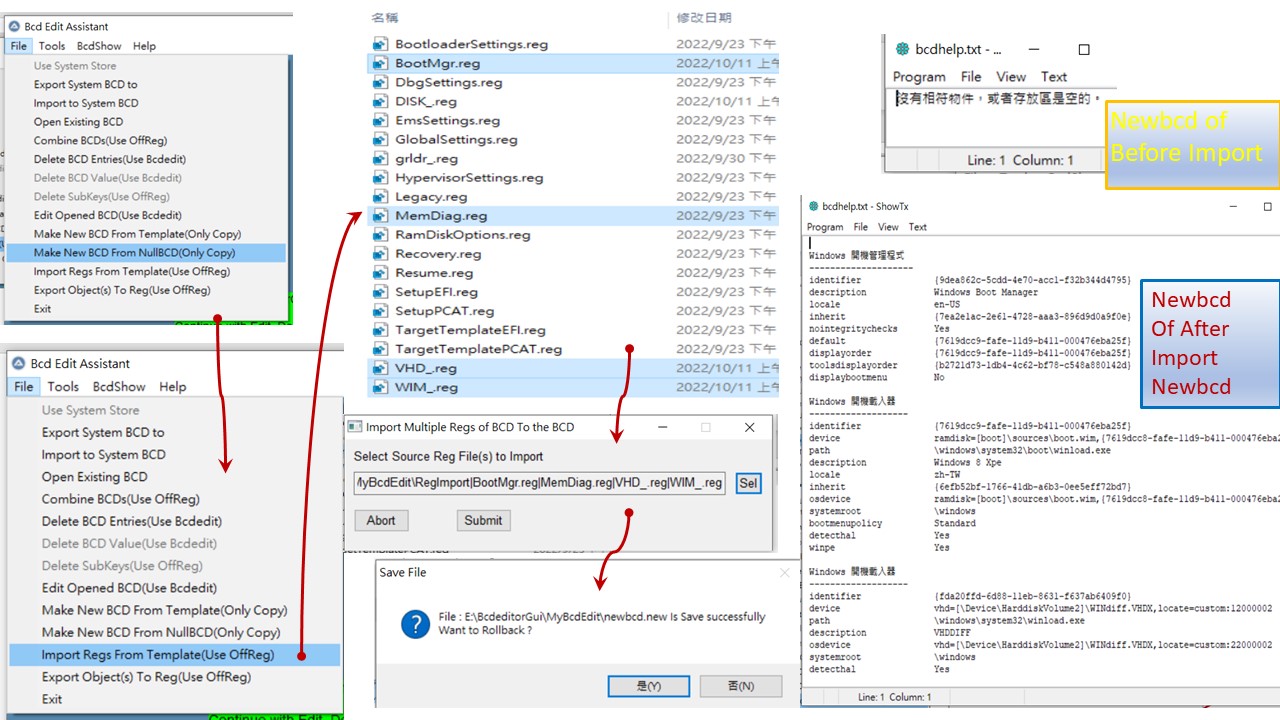 Bcd Edit Assistant
File Tools BcdShow Help
Use System Store
Export System BCD to
Import to System BCD
Open Existing BCD
Combine BCDs(Use OffReg)
Delete BCD Entries(Use Bcdedit)
Delete BCD Value(Use Bcdedit)
Delete SubKeys(Use OffReg)
Edit Opened BCD(Use Bcdedit)
Make New BCD From Template(Only Copy)
Make New BCD From NullBCD(Only Copy)
Import Regs From Template(Use OffReg)
Export Object(s) To Reg(Use OffReg)
Exit
Bcd Edit Assistant
File Tools BcdShow Help
Use System Store
Export System BCD to
Import to System BCD
Open Existing BCD
Combine BCDs(Use OffReg)
Delete BCD Entries(Use Bcdedit)
Delete BCD Value(Use Bcdedit)
Delete SubKeys(Use OffReg)
Edit Opened BCD(Use Bcdedit)
Make New BCD From Template(Only Copy)
Make New BCD From NullBCD(Only Copy)
Import Regs From Template(Use OffReg)
Export Object(s) To Reg(Use OffReg)
Exit
名稱 修改日期
BootloaderSettings.reg 2022/9/23 下午
BootMgr.reg 2022/10/11 上午
DbgSettings.reg 2022/9/23 下午
DISK_.reg 2022/10/11 上午
EmsSettings.reg 2022/9/23 下午
GlobalSettings.reg 2022/9/23 下午
grldr_.reg 2022/9/30 下午
HypervisorSettings.reg 2022/9/23 下午
Legacy.reg 2022/9/23 下午
MemDiag.reg 2022/9/23 下午
RamDiskOptions.reg 2022/9/23 下午
Recovery.reg 2022/9/23 下午
Resume.reg 2022/9/23 下午
SetupEFI.reg 2022/9/23 下午
SetupPCAT.reg 2022/9/23 下午
TargetTemplateEFI.reg 2022/9/23 下午
TargetTemplatePCAT.reg 2022/9/23 下午
VHD_.reg 2022/10/11 上午
WIM_.reg 2022/10/11 上午
Import Multiple Regs of BCD To the BCD
Select Source Reg File(s) to Import
MyBcdEdit\RegImport|BootMgr.reg|MemDiag.reg|VHD_.reg|WIM_.reg Sel
Abort Submit
Save File
File : E:\BcdeditorGui\MyBcdEdit\newbcd.new Is Save successfully
Want to Rollback ?
是(Y) 否(N)
bcdhelp.txt - ...
Program File View Text
沒有相符物件，或者存放區是空的。
Line: 1 Column: 1
Newbcd of
Before Import
bcdhelp.txt - ShowTx
Program File View Text
Windows 開機管理程式
--------------------
identifier {9dea862c-5cdd-4e70-acc1-f32b344d4795}
description Windows Boot Manager
locale en-US
inherit {7ea2e1ac-2e61-4728-aaa3-896d9d0a9f0e}
nointegritychecks Yes
default {7619dcc9-fafe-11d9-b411-000476eba25f}
displayorder {7619dcc9-fafe-11d9-b411-000476eba25f}
toolsdisplayorder {b2721d73-1db4-4c62-bf78-c548a880142d}
displaybootmenu No
Windows 開機載入器
-------------------
identifier {7619dcc9-fafe-11d9-b411-000476eba25f}
device ramdisk=[boot]\sources\boot.wim,{7619dcc8-fafe-11d9-b411-000476eba2
path \windows\system32\boot\winload.exe
description Windows 8 Xpe
locale zh-TW
inherit {6efb52bf-1766-41db-a6b3-0ee5eff72bd7}
osdevice ramdisk=[boot]\sources\boot.wim,{7619dcc8-fafe-11d9-b411-000476eba2
systemroot \windows
bootmenupolicy Standard
detecthal Yes
winpe Yes
Windows 開機載入器
-------------------
identifier {fda20ffd-6d88-11eb-8631-f637ab6409f0}
device vhd=[\Device\HarddiskVolume2]\WINdiff.VHDX,locate=custom:12000002
path \windows\system32\winload.exe
description VHDDIFF
osdevice vhd=[\Device\HarddiskVolume2]\WINdiff.VHDX,locate=custom:22000002
systemroot \windows
detecthal Yes
Line: 1 Column: 1
Newbcd
Of After
Import
Newbcd